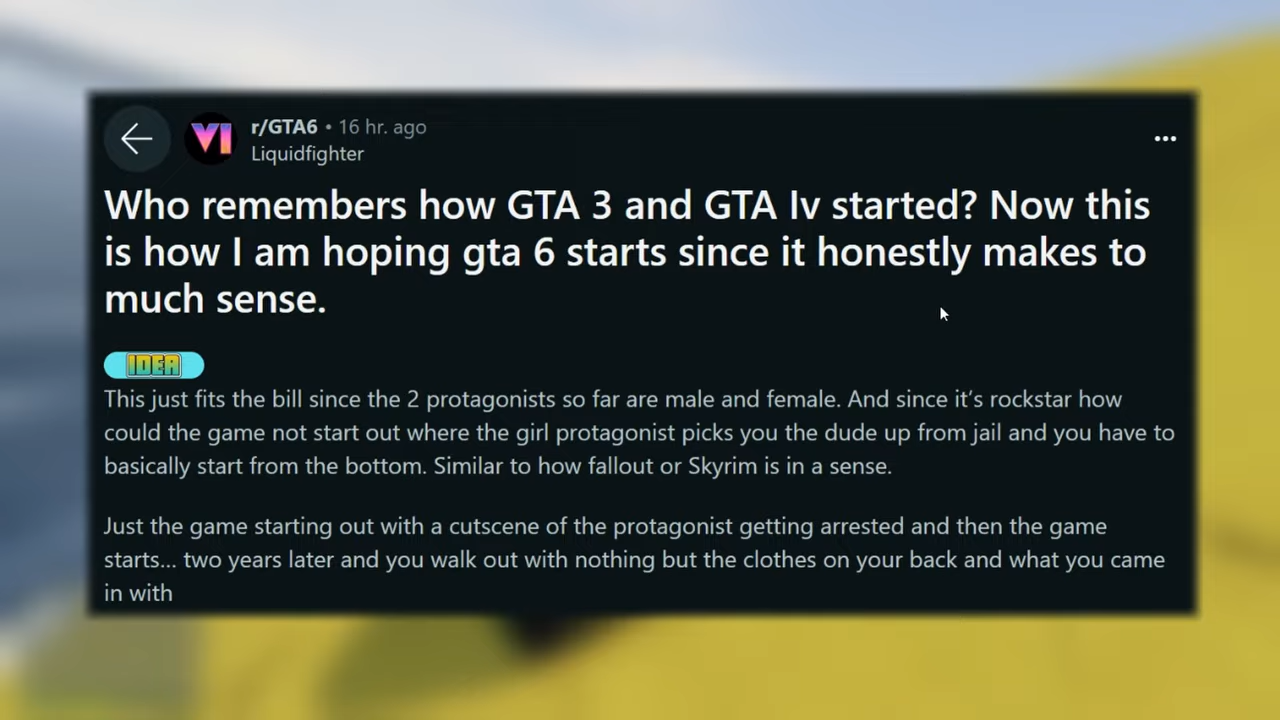 VI
r/GTA6 • 16 hr. ago
Liquidfighter
Who remembers how GTA 3 and GTA Iv started? Now this
is how I am hoping gta 6 starts since it honestly makes to
much sense.
IDEA
This just fits the bill since the 2 protagonists so far are male and female. And since it’s rockstar how
could the game not start out where the girl protagonist picks you the dude up from jail and you have to
basically start from the bottom. Similar to how fallout or Skyrim is in a sense.
Just the game starting out with a cutscene of the protagonist getting arrested and then the game
starts... two years later and you walk out with nothing but the clothes on your back and what you came
in with